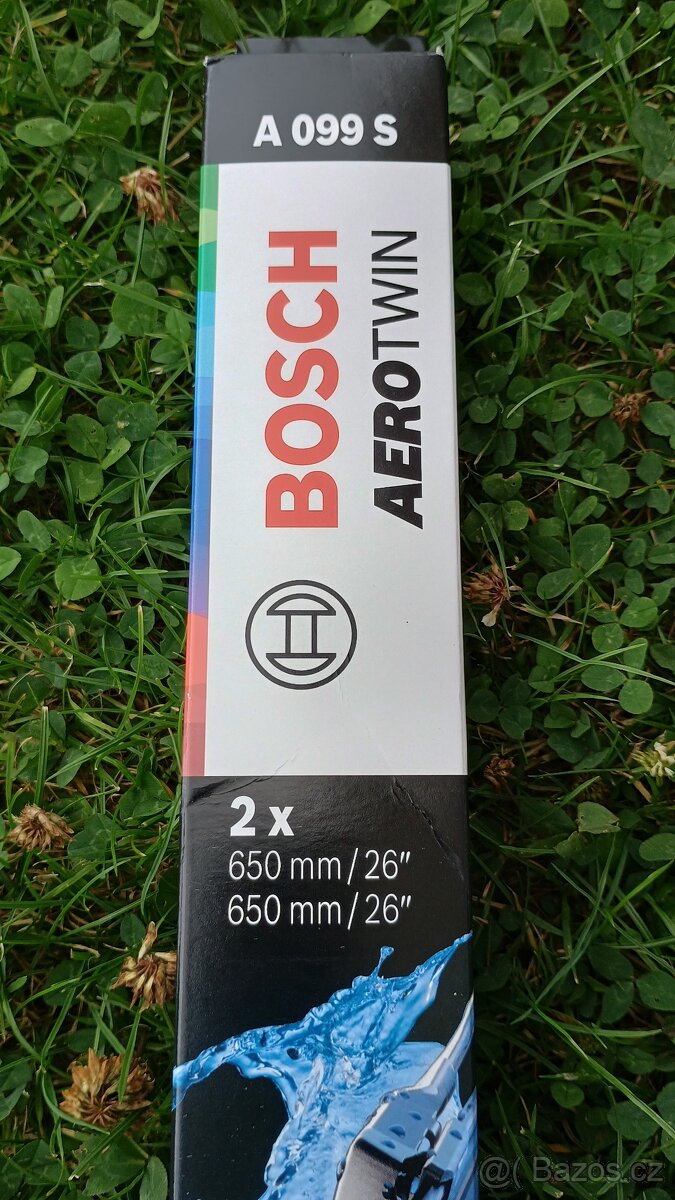 A 099 S
BOSCH
AEROTWIN
2 x
650 mm / 26″
650 mm / 26″
@ Bazos.cz